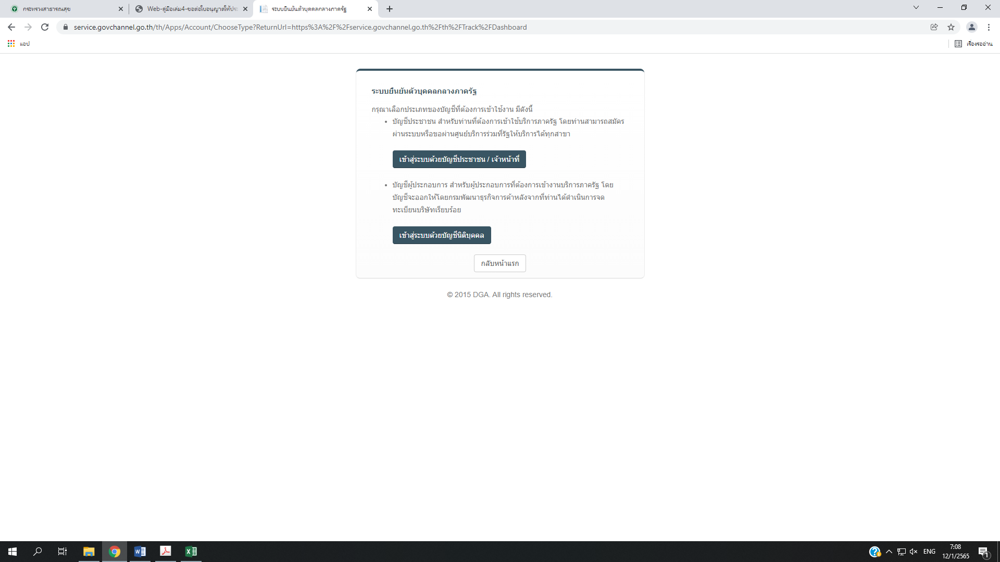 กระทรวงสาธารณสุข
Web-คู่มือเล่ม4-ขอต่อใบอนุญาตให้ประ
ระบบยืนยันตัวบุคคลกลางภาครัฐ
service.govchannel.go.th/th/Apps/Account/ChooseType?ReturnUrl=https%3A%2F%2Fservice.govchannel.go.th%2Fth%2FTrack%2FDashboard
แอป
เรื่องรออ่าน
ระบบยืนยันตัวบุคคลกลางภาครัฐ
กรุณาเลือกประเภทของบัญชีที่ต้องการเข้าใช้งาน มีดังนี้
บัญชีประชาชน สำหรับท่านที่ต้องการเข้าใช้บริการภาครัฐ โดยท่านสามารถสมัคร
ผ่านระบบหรือขอผ่านศูนย์บริการร่วมที่รัฐให้บริการได้ทุกสาขา
เข้าสู่ระบบด้วยบัญชีประชาชน / เจ้าหน้าที่
บัญชีผู้ประกอบการ สำหรับผู้ประกอบการที่ต้องการเข้างานบริการภาครัฐ โดย
บัญชีจะออกให้โดยกรมพัฒนาธุรกิจการค้าหลังจากที่ท่านได้ดำเนินการจด
ทะเบียนบริษัทเรียบร้อย
เข้าสู่ระบบด้วยบัญชีนิติบุคคล
กลับหน้าแรก
© 2015 DGA. All rights reserved.
ENG
7:08
12/1/2565
1